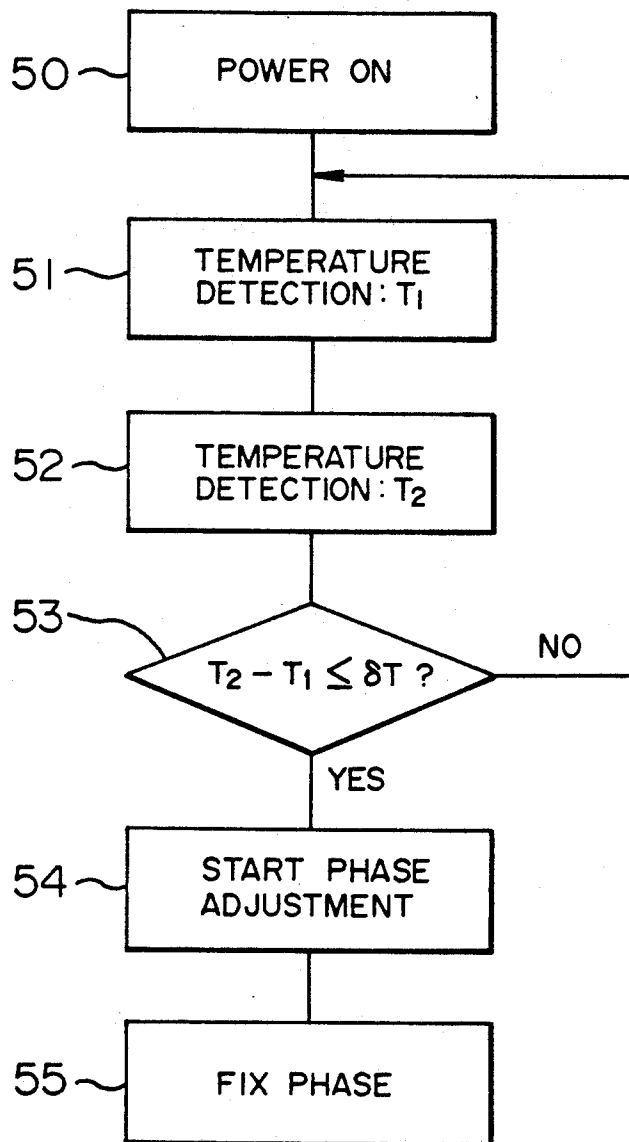 50
POWER ON
51
TEMPERATURE
DETECTION: T1
52
TEMPERATURE
DETECTION: T2
53
T2 - T1 ≤ δT ?
NO
YES
54
START PHASE
ADJUSTMENT
55
FIX PHASE